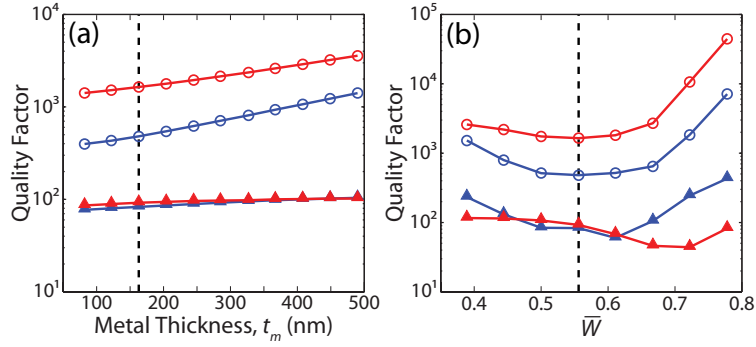 (a)
Quality Factor
10^4
10^3
10^2
10^1
100 200 300 400 500
Metal Thickness, t_m (nm)
(b)
Quality Factor
10^5
10^4
10^3
10^2
10^1
0.4 0.5 0.6 0.7 0.8
W̅